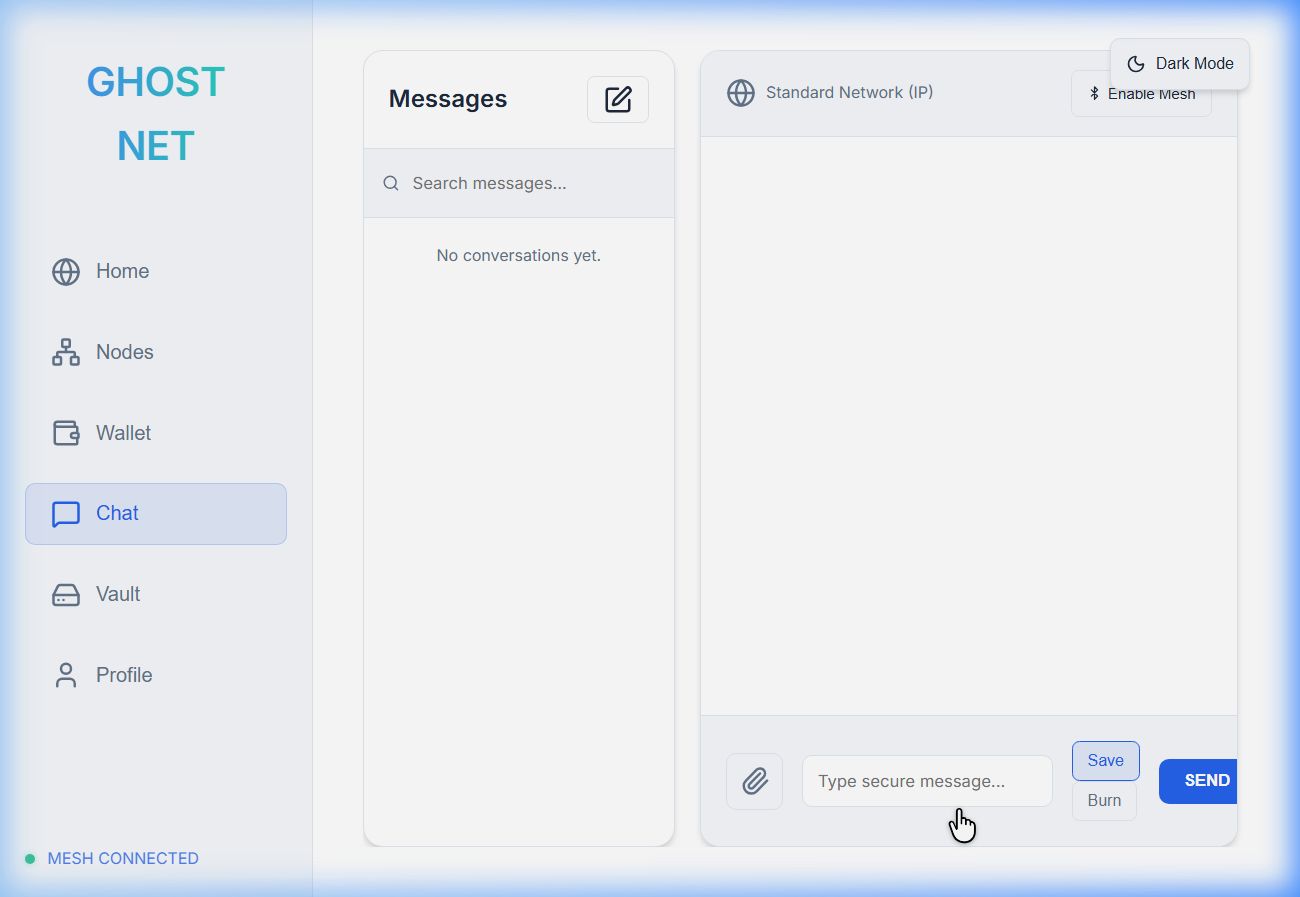 GHOST
NET
Home
Nodes
Wallet
Chat
Vault
Profile
MESH CONNECTED
Messages
Search messages...
No conversations yet.
Standard Network (IP)
Dark Mode
Enable Mesh
Type secure message...
Save
Burn
SEND